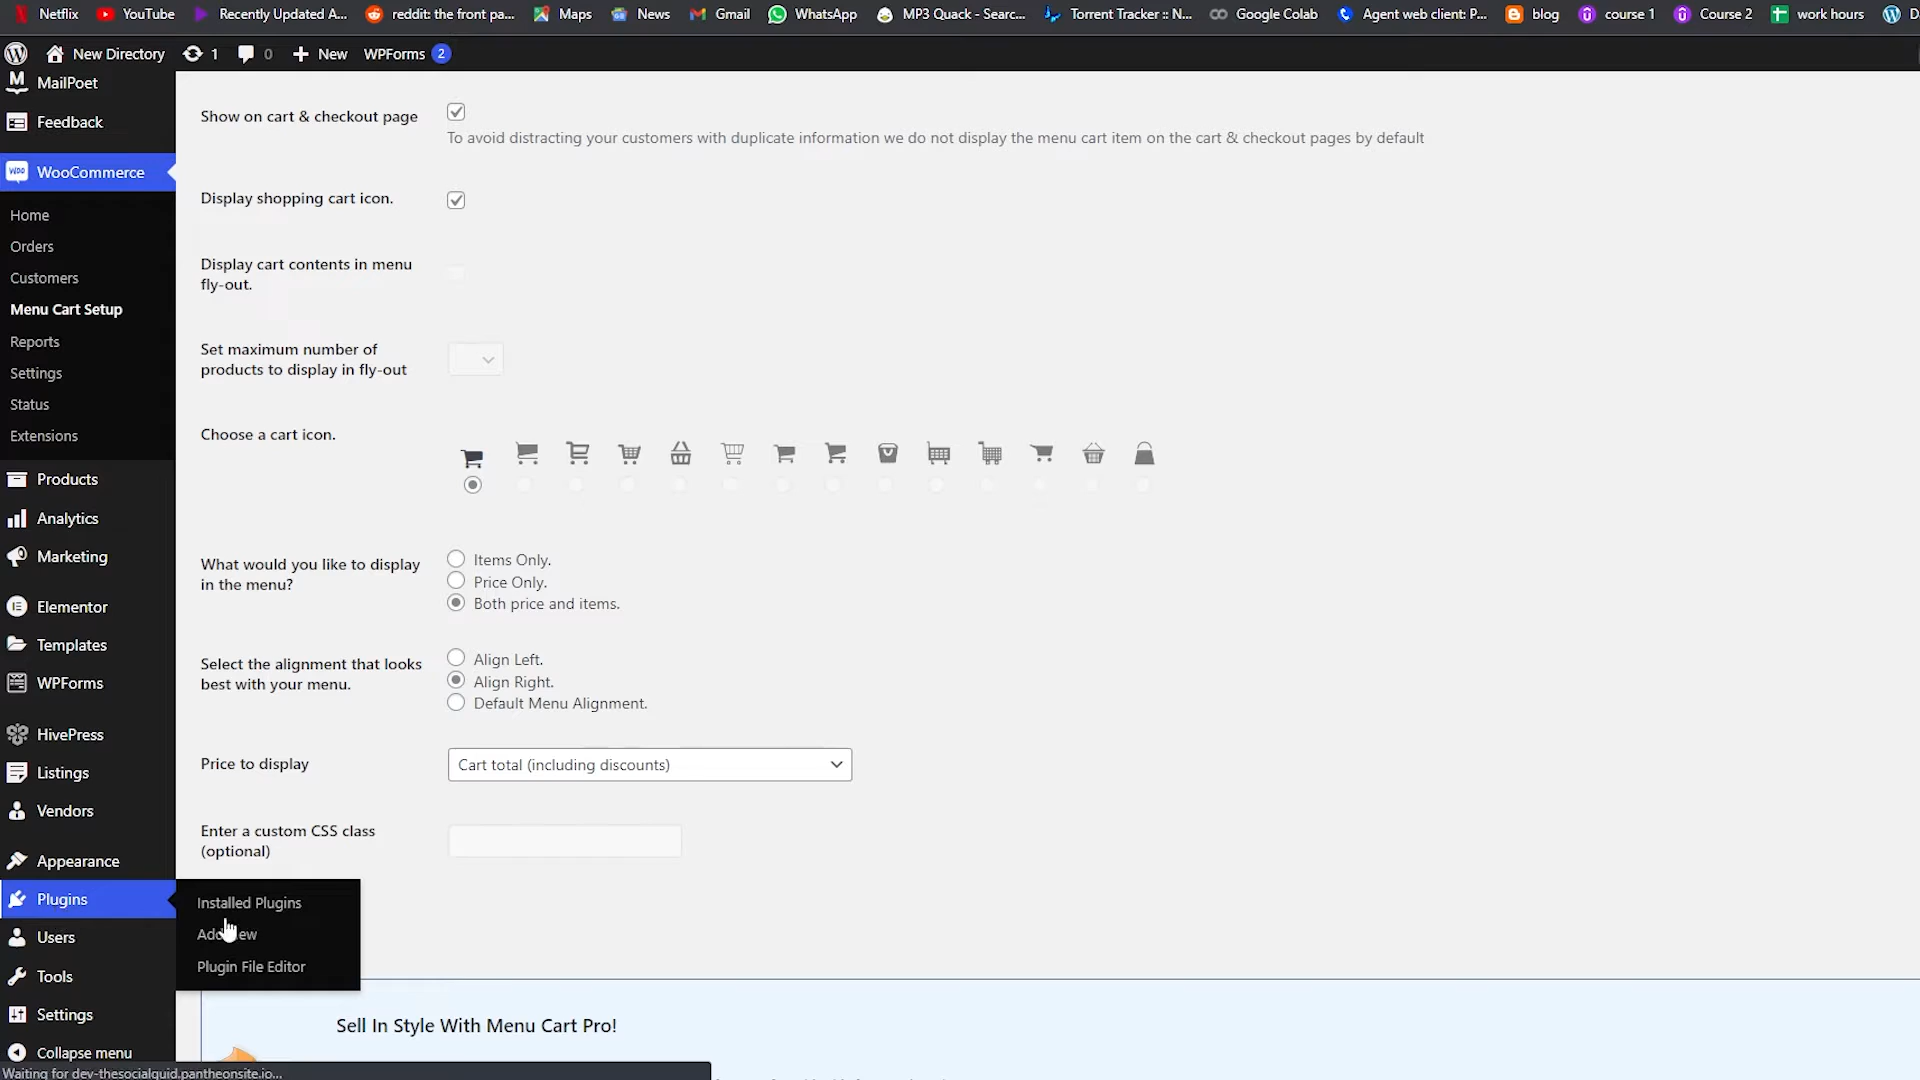 Netflix
YouTube
Recently Updated A...
reddit: the front pa...
Maps
News
Gmail
WhatsApp
MP3 Quack - Searc...
Torrent Tracker :: N...
Google Colab
Agent web client: P...
blog
course 1
Course 2
work hours
New Directory
1
0
New
WPForms
2
MailPoet
Feedback
WooCommerce
Home
Orders
Customers
Menu Cart Setup
Reports
Settings
Status
Extensions
Products
Analytics
Marketing
Elementor
Templates
WPForms
HivePress
Listings
Vendors
Appearance
Plugins
Users
Tools
Settings
Collapse menu
Installed Plugins
Plugin File Editor
Show on cart & checkout page
To avoid distracting your customers with duplicate information we do not display the menu cart item on the cart & checkout pages by default
Display shopping cart icon.
Display cart contents in menu
fly-out.
Set maximum number of
products to display in fly-out
Choose a cart icon.
What would you like to display
in the menu?
Items Only.
Price Only.
Both price and items.
Select the alignment that looks
best with your menu.
Align Left.
Align Right.
Default Menu Alignment.
Price to display
Cart total (including discounts)
Enter a custom CSS class
(optional)
Sell In Style With Menu Cart Pro!
Waiting for dev-thesocialquid.pantheonsite.io...